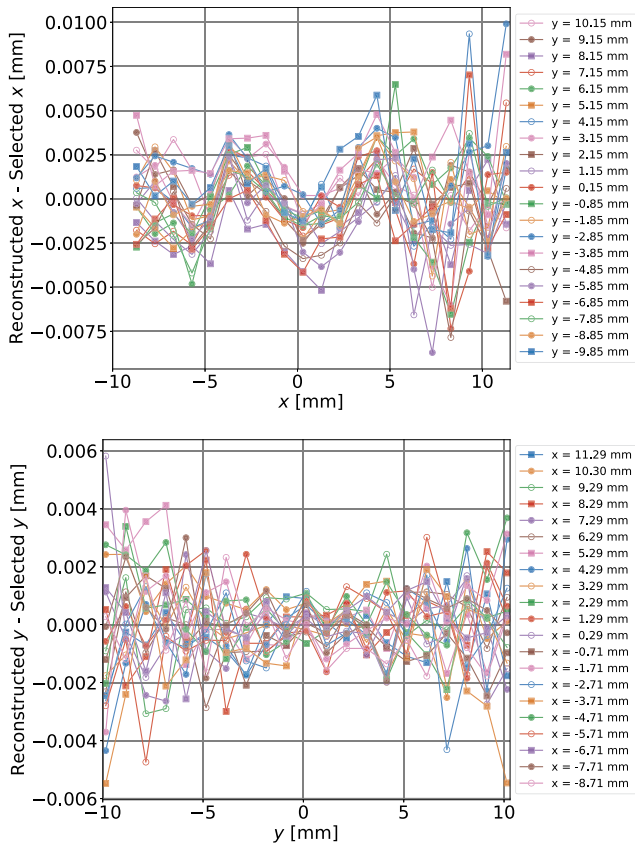 0.0100
0.0075
0.0050
0.0025
0.0000
−0.0025
−0.0050
−0.0075
Reconstructed x - Selected x [mm]
−10
−5
0
5
10
x [mm]
y = 10.15 mm
y = 9.15 mm
y = 8.15 mm
y = 7.15 mm
y = 6.15 mm
y = 5.15 mm
y = 4.15 mm
y = 3.15 mm
y = 2.15 mm
y = 1.15 mm
y = 0.15 mm
y = -0.85 mm
y = -1.85 mm
y = -2.85 mm
y = -3.85 mm
y = -4.85 mm
y = -5.85 mm
y = -6.85 mm
y = -7.85 mm
y = -8.85 mm
y = -9.85 mm
0.006
0.004
0.002
0.000
−0.002
−0.004
−0.006
Reconstructed y - Selected y [mm]
−10
−5
0
5
10
y [mm]
x = 11.29 mm
x = 10.30 mm
x = 9.29 mm
x = 8.29 mm
x = 7.29 mm
x = 6.29 mm
x = 5.29 mm
x = 4.29 mm
x = 3.29 mm
x = 2.29 mm
x = 1.29 mm
x = 0.29 mm
x = -0.71 mm
x = -1.71 mm
x = -2.71 mm
x = -3.71 mm
x = -4.71 mm
x = -5.71 mm
x = -6.71 mm
x = -7.71 mm
x = -8.71 mm